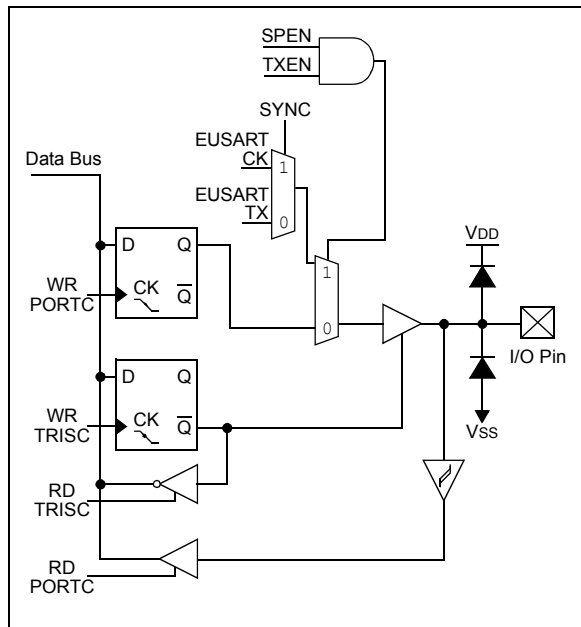 SPEN
TXEN
SYNC
EUSART
CK
1
EUSART
TX
0
Data Bus
D Q
CK
Q
WR
PORTC
1
0
VDD
I/O Pin
VSS
D Q
CK
Q
WR
TRISC
RD
TRISC
RD
PORTC